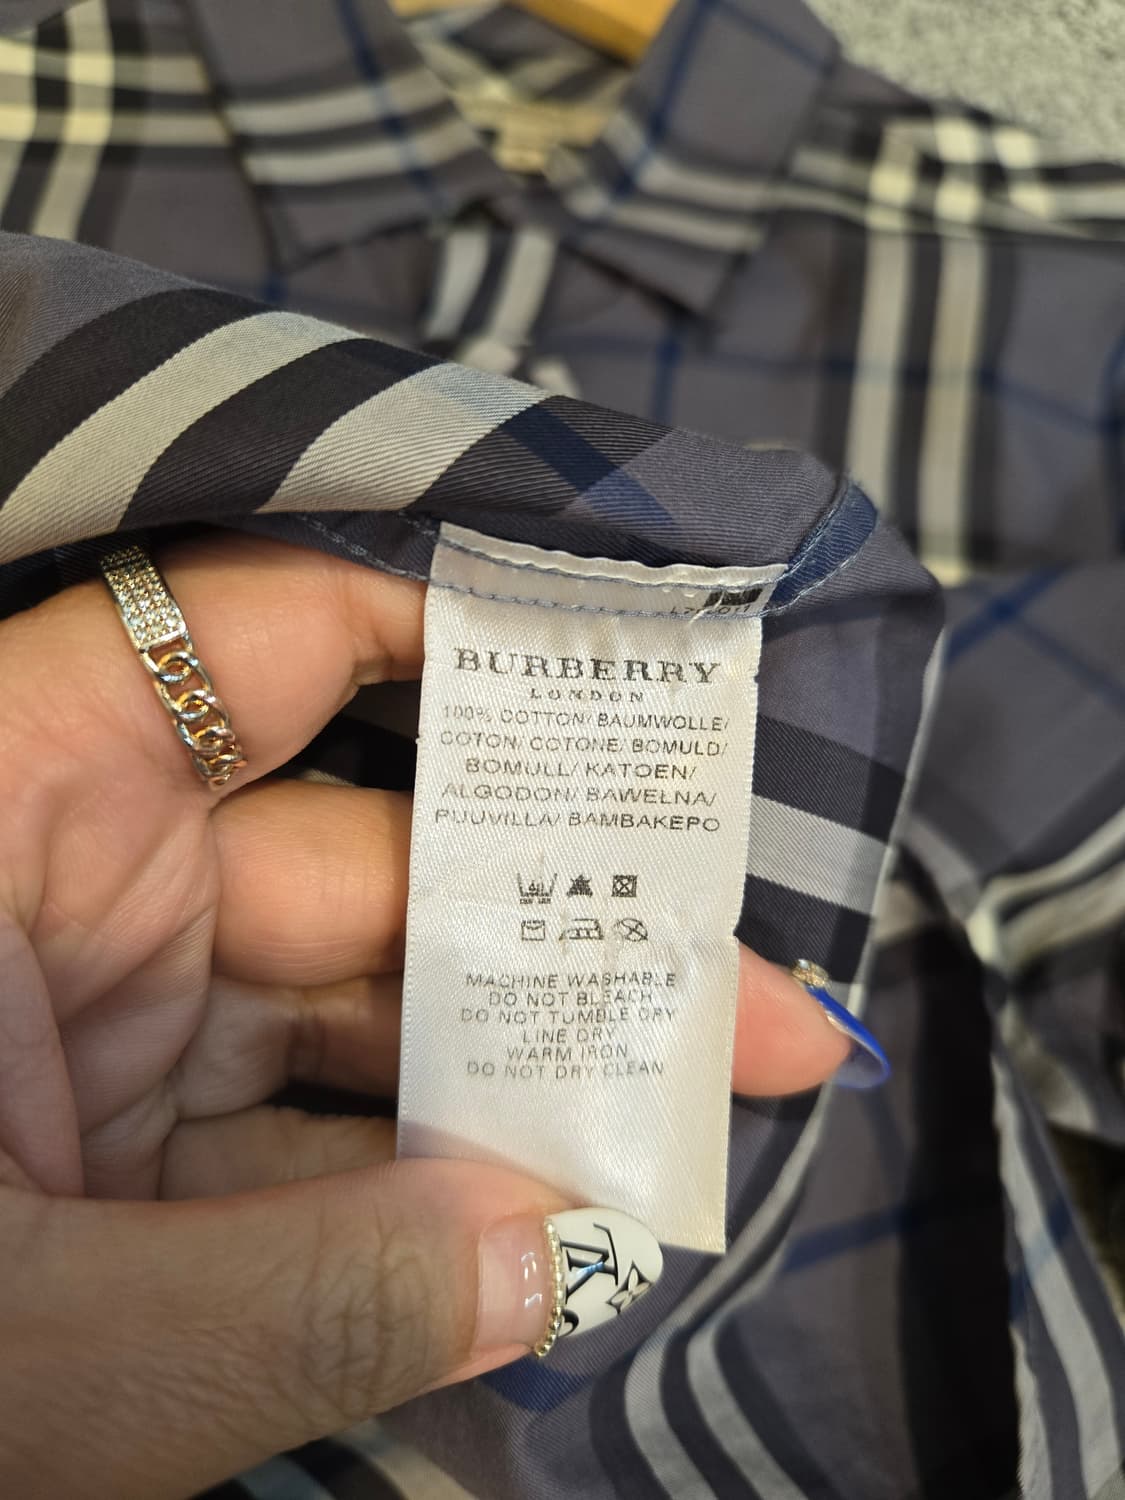 BURBERRY
LONDON
100% COTTON/ BAUMWOLLE/
COTON/ COTONE/ BOMULD/
BOMULL/ KATOEN/
ALGODON/ BAWELNA/
PUUVILLA/ BAMBAKEPO
40
MACHINE WASHABLE
DO NOT BLEACH
DO NOT TUMBLE DRY
LINE DRY
WARM IRON
DO NOT DRY CLEAN